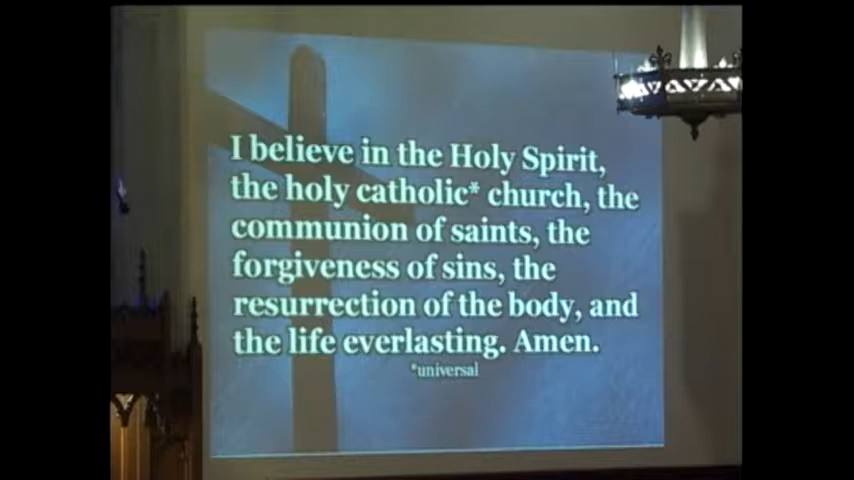 I believe in the Holy Spirit,
the holy catholic* church, the
communion of saints, the
forgiveness of sins, the
resurrection of the body, and
the life everlasting. Amen.
*universal